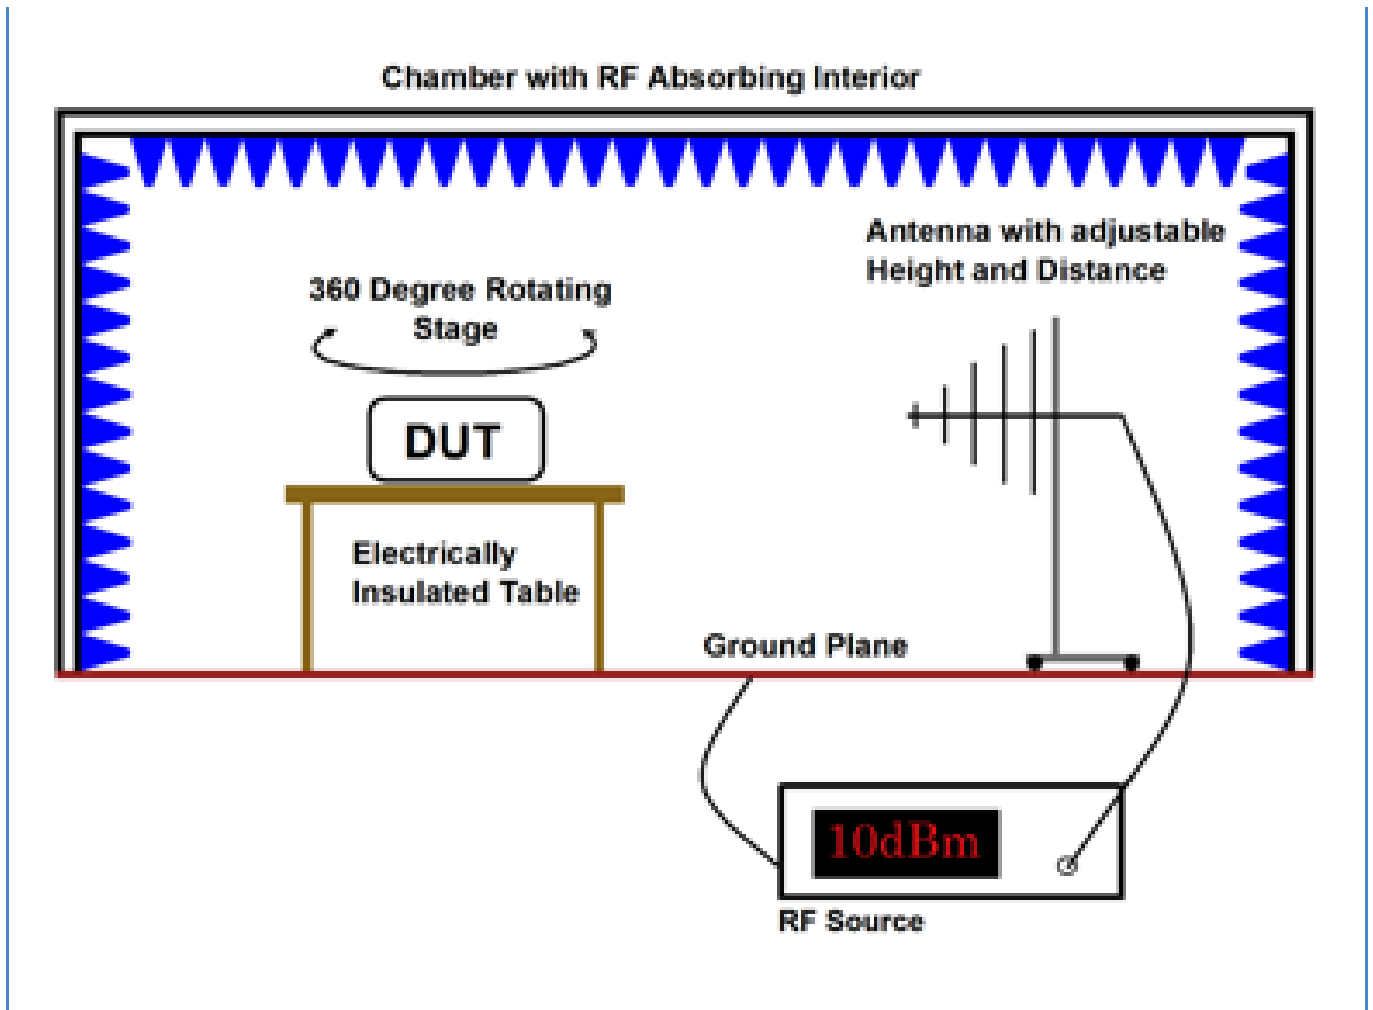 Chamber with RF Absorbing Interior
Antenna with adjustable
Height and Distance
360 Degree Rotating
Stage
DUT
Electrically
Insulated Table
Ground Plane
10dBm
RF Source